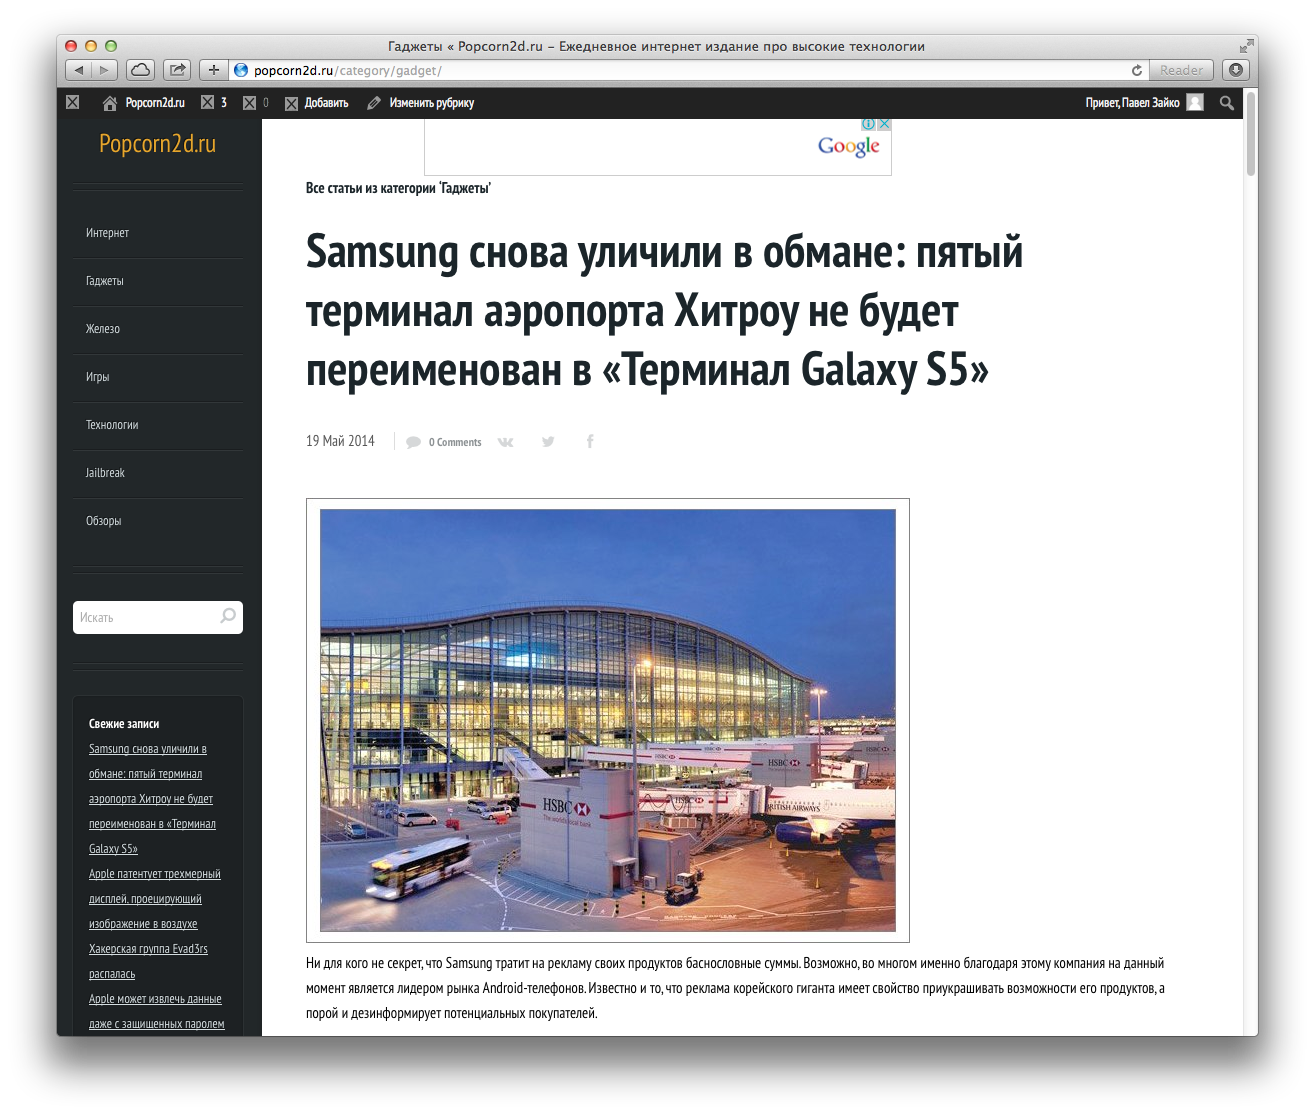 Гаджеты « Popcorn2d.ru – Ежедневное интернет издание про высокие технологии
popcorn2d.ru/category/gadget/
Reader
Popcorn2d.ru
3
0
Добавить
Изменить рубрику
Привет, Павел Зайко
Popcorn2d.ru
Интернет
Гаджеты
Железо
Игры
Технологии
Jailbreak
Обзоры
Искать
Свежие записи
Samsung снова уличили в
обмане: пятый терминал
аэропорта Хитроу не будет
переименован в «Терминал
Galaxy S5»
Apple патентует трехмерный
дисплей, проецирующий
изображение в воздухе
Хакерская группа Evad3rs
распалась
Apple может извлечь данные
даже с защищенных паролем
Google
Все статьи из категории ‘Гаджеты’
Samsung снова уличили в обмане: пятый
терминал аэропорта Хитроу не будет
переименован в «Терминал Galaxy S5»
19 Май 2014
0 Comments
HSBC
HSBC
HSBC
HSBC
HSBC
The world's local bank
BRITISH AIRWAYS
Ни для кого не секрет, что Samsung тратит на рекламу своих продуктов баснословные суммы. Возможно, во многом именно благодаря этому компания на данный
момент является лидером рынка Android-телефонов. Известно и то, что реклама корейского гиганта имеет свойство приукрашивать возможности его продуктов, а
порой и дезинформирует потенциальных покупателей.